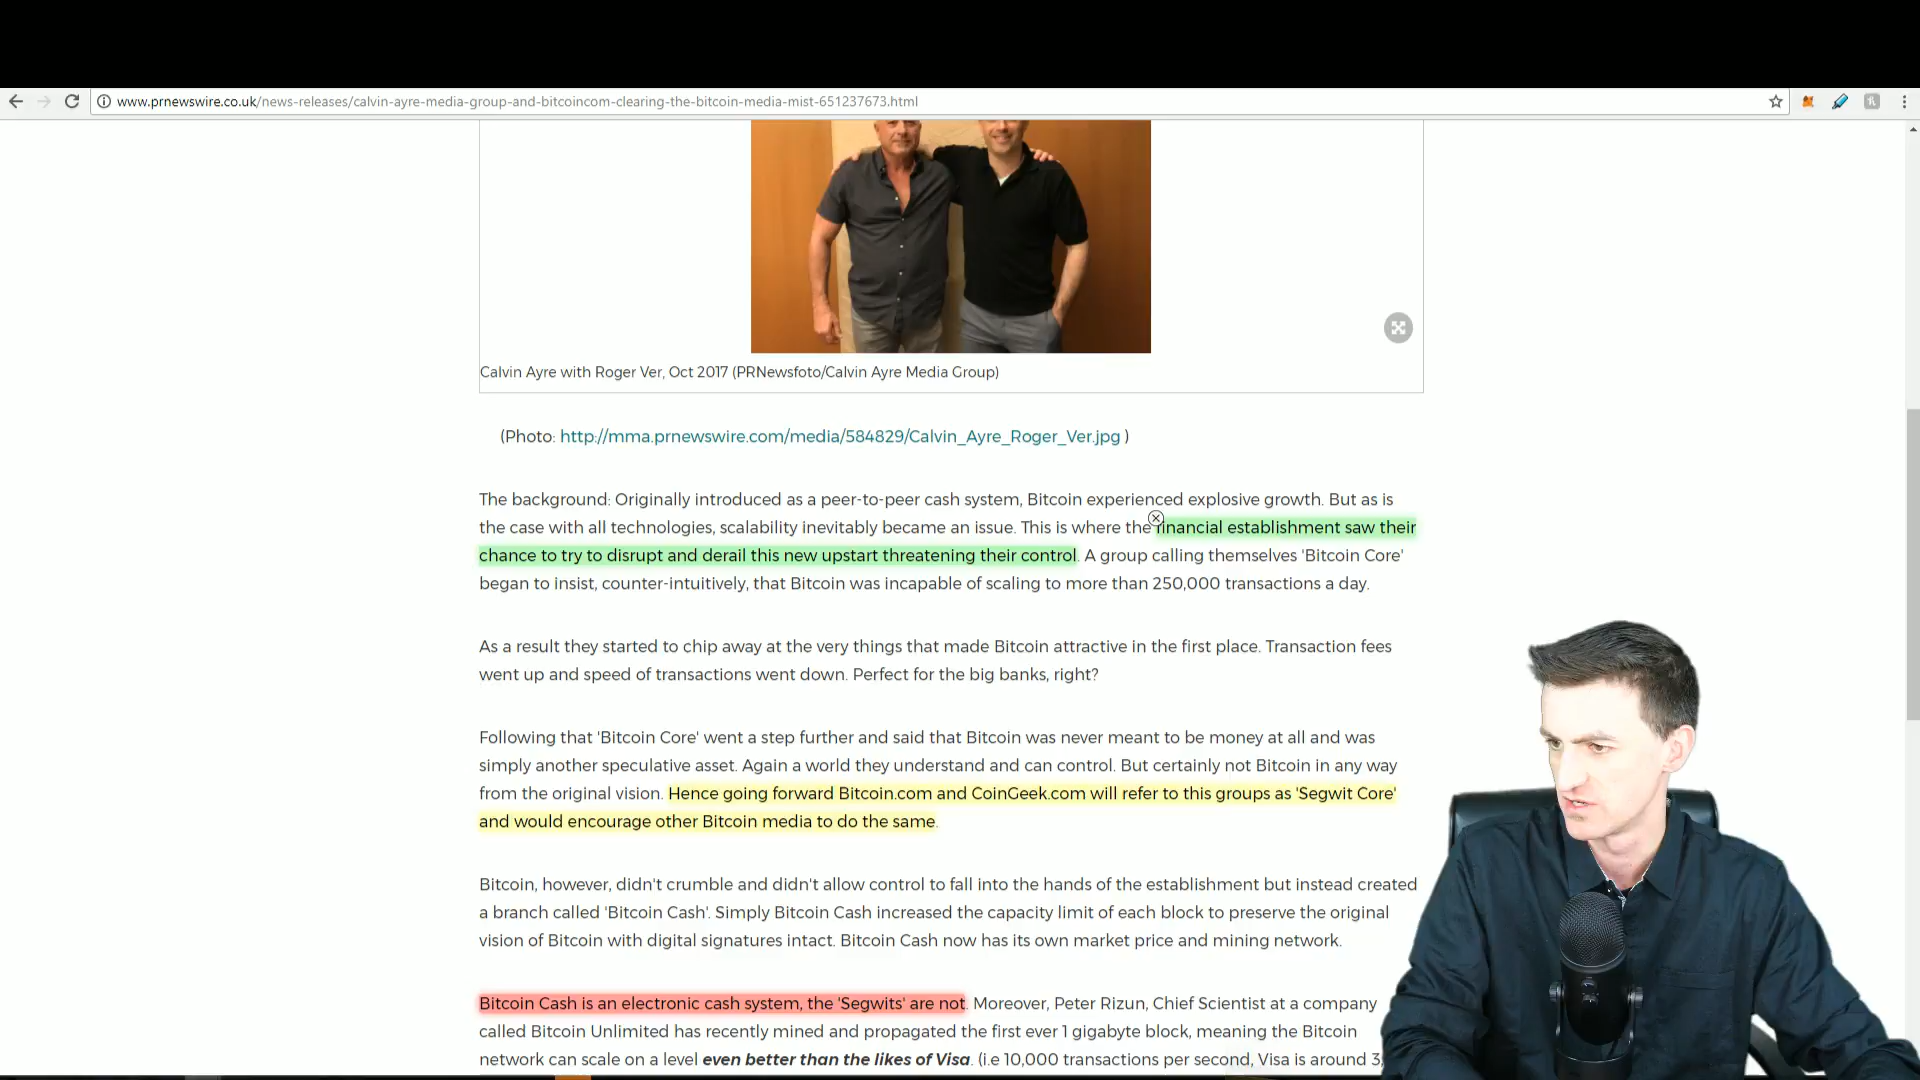 www.prnewswire.co.uk/news-releases/calvin-ayre-media-group-and-bitcoincom-clearing-the-bitcoin-media-mist-651237673.html
Calvin Ayre with Roger Ver, Oct 2017 (PRNewsfoto/Calvin Ayre Media Group)
(Photo: http://mma.prnewswire.com/media/584829/Calvin_Ayre_Roger_Ver.jpg )
The background: Originally introduced as a peer-to-peer cash system, Bitcoin experienced explosive growth. But as is
the case with all technologies, scalability inevitably became an issue. This is where the financial establishment saw their
chance to try to disrupt and derail this new upstart threatening their control. A group calling themselves 'Bitcoin Core'
began to insist, counter-intuitively, that Bitcoin was incapable of scaling to more than 250,000 transactions a day.
As a result they started to chip away at the very things that made Bitcoin attractive in the first place. Transaction fees
went up and speed of transactions went down. Perfect for the big banks, right?
Following that 'Bitcoin Core' went a step further and said that Bitcoin was never meant to be money at all and was
simply another speculative asset. Again a world they understand and can control. But certainly not Bitcoin in any way
from the original vision. Hence going forward Bitcoin.com and CoinGeek.com will refer to this groups as 'Segwit Core'
and would encourage other Bitcoin media to do the same.
Bitcoin, however, didn't crumble and didn't allow control to fall into the hands of the establishment but instead created
a branch called 'Bitcoin Cash'. Simply Bitcoin Cash increased the capacity limit of each block to preserve the original
vision of Bitcoin with digital signatures intact. Bitcoin Cash now has its own market price and mining network.
Bitcoin Cash is an electronic cash system, the 'Segwits' are not. Moreover, Peter Rizun, Chief Scientist at a company
called Bitcoin Unlimited has recently mined and propagated the first ever 1 gigabyte block, meaning the Bitcoin
network can scale on a level even better than the likes of Visa. (i.e 10,000 transactions per second, Visa is around